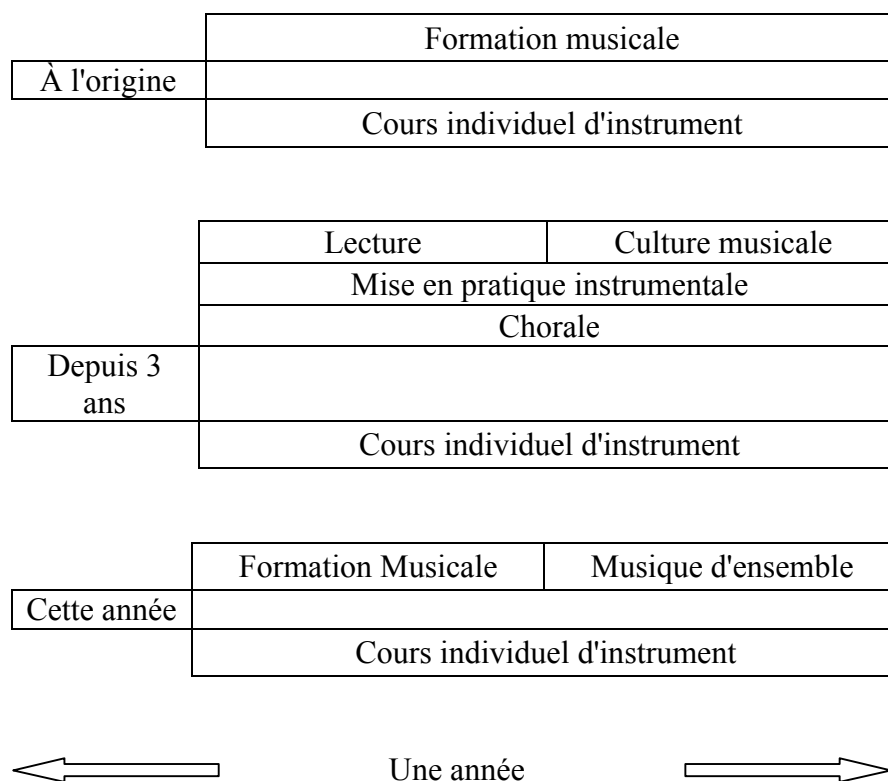 Formation musicale
À l'origine
Cours individuel d'instrument
Lecture
Culture musicale
Mise en pratique instrumentale
Chorale
Depuis 3
ans
Cours individuel d'instrument
Formation Musicale
Musique d'ensemble
Cette année
Cours individuel d'instrument
Une année